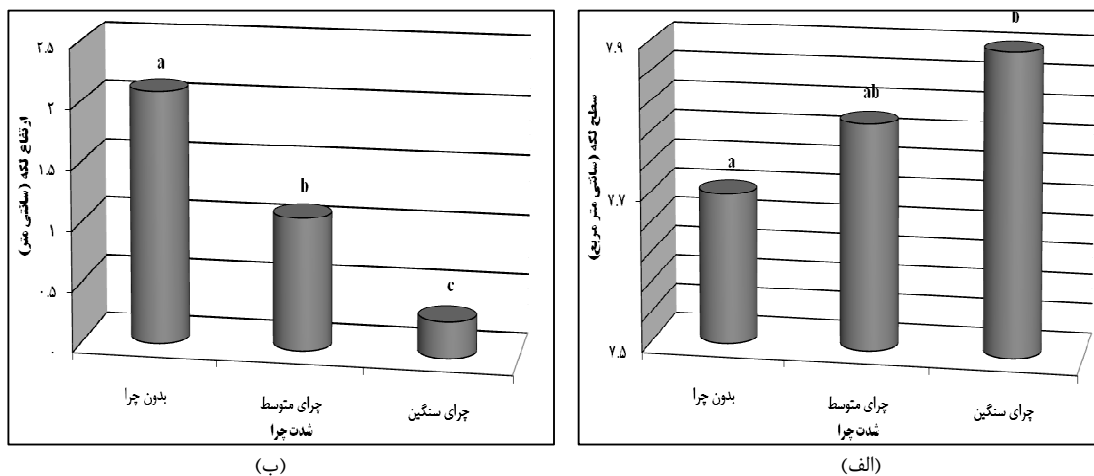 b
ab
a
۷.۹
۷.۷
۷.۵
سطح لکه (سانتی متر مربع)
بدون چرا
چرای متوسط
چرای سنگین
شدت چرا
(الف)
a
b
c
۲.۵
۲
۱.۵
۱
۰.۵
۰
ارتفاع لکه (سانتی متر)
بدون چرا
چرای متوسط
چرای سنگین
شدت چرا
(ب)